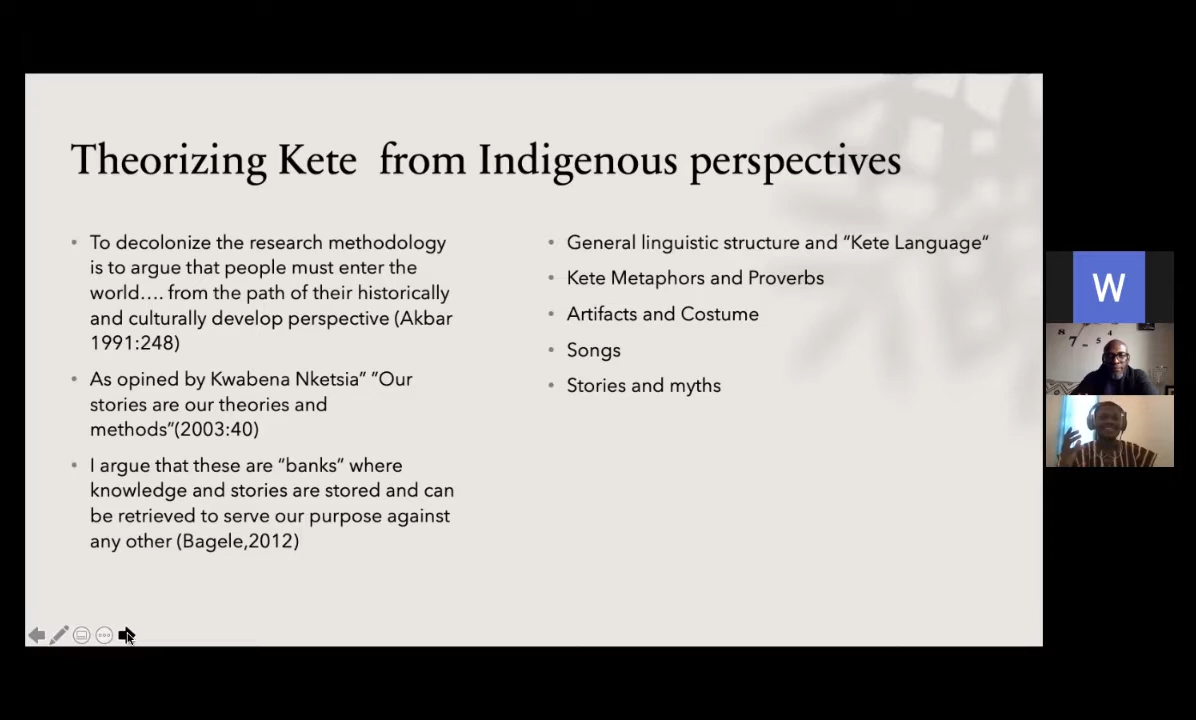 Theorizing Kete from Indigenous perspectives
To decolonize the research methodology
is to argue that people must enter the
world.... from the path of their historically
and culturally develop perspective (Akbar
1991:248)
As opined by Kwabena Nketsia” ”Our
stories are our theories and
methods”(2003:40)
I argue that these are “banks” where
knowledge and stories are stored and can
be retrieved to serve our purpose against
any other (Bagele,2012)
General linguistic structure and “Kete Language“
Kete Metaphors and Proverbs
Artifacts and Costume
Songs
Stories and myths
W
8 7 5 4